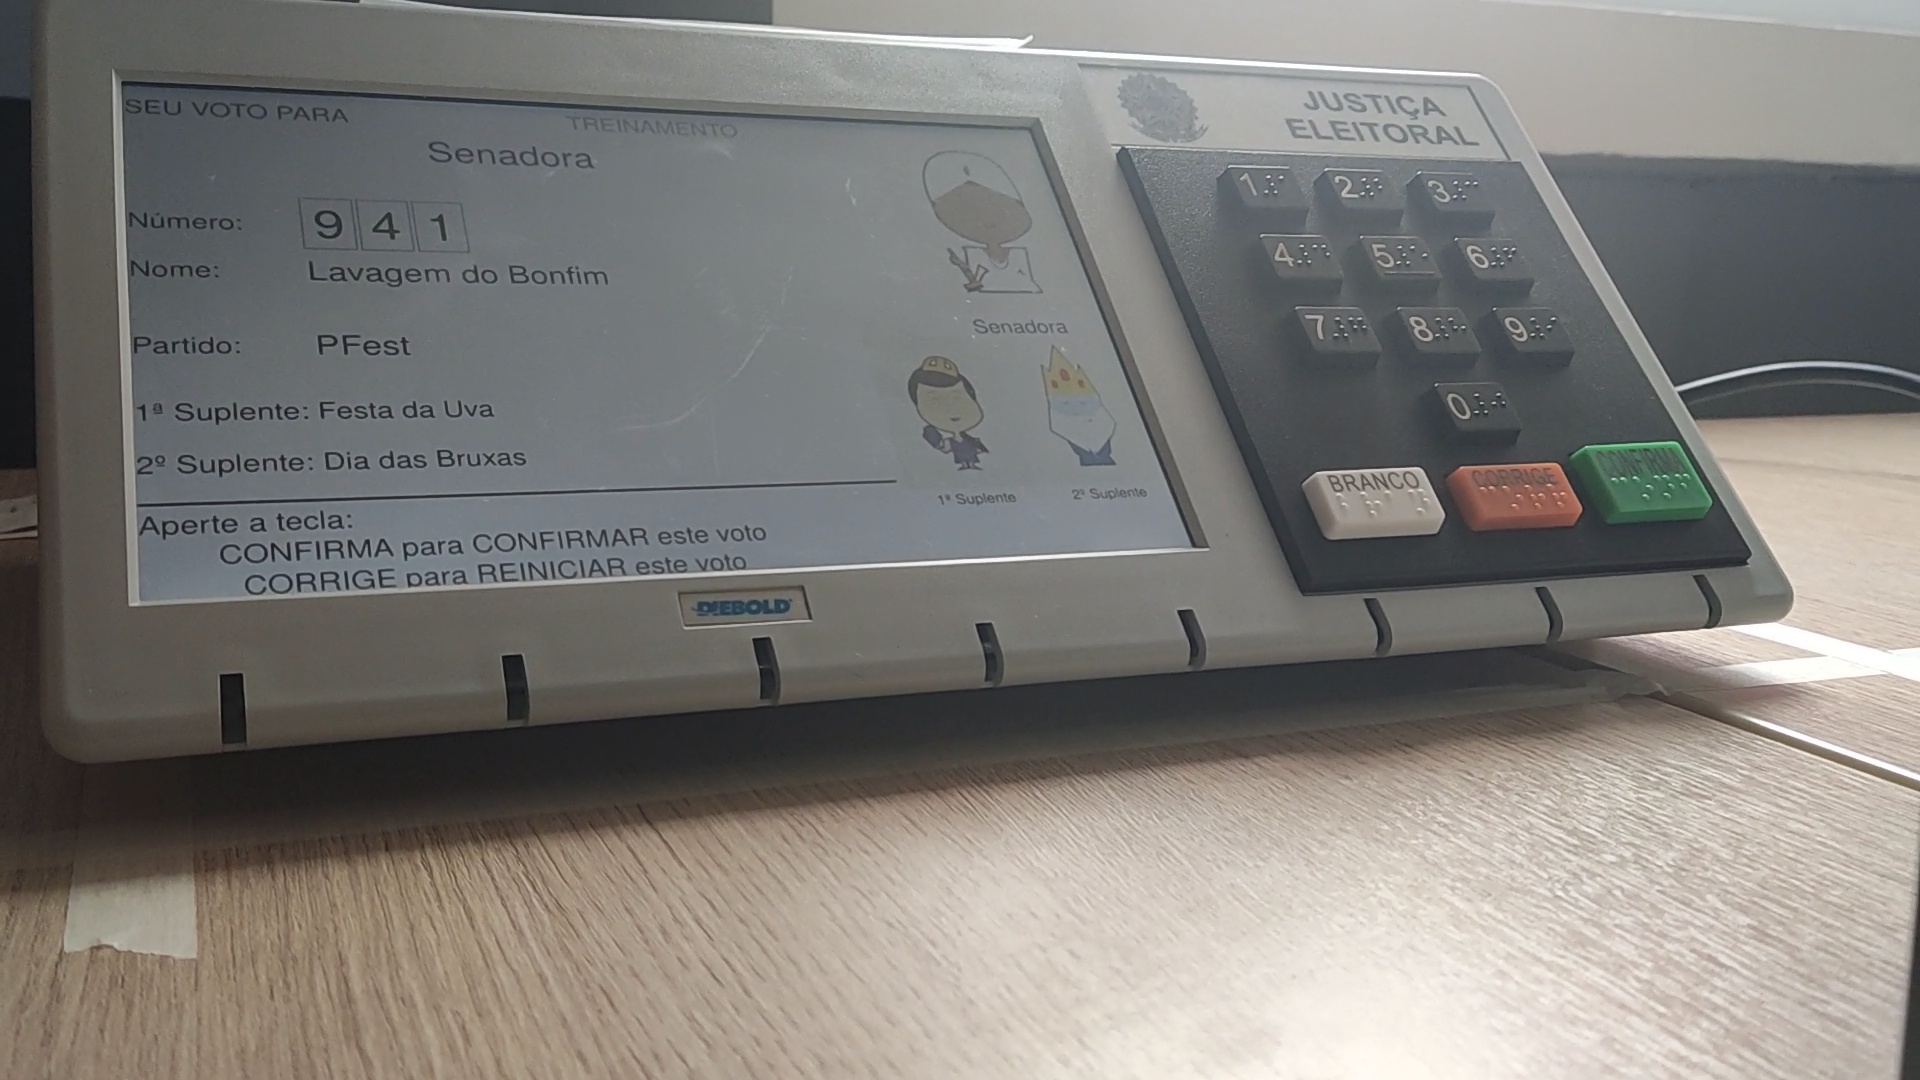 SEU VOTO PARA
TREINAMENTO
Senadora
Número: 9 4 1
Nome: Lavagem do Bonfim
Partido: PFest
1ª Suplente: Festa da Uva
2º Suplente: Dia das Bruxas
Senadora
1ª Suplente
2º Suplente
Aperte a tecla:
CONFIRMA para CONFIRMAR este voto
CORRIGE para REINICIAR este voto
DIEBOLD
JUSTIÇA
ELEITORAL
1 2 3
4 5 6
7 8 9
0
BRANCO CORRIGE CONFIRMA